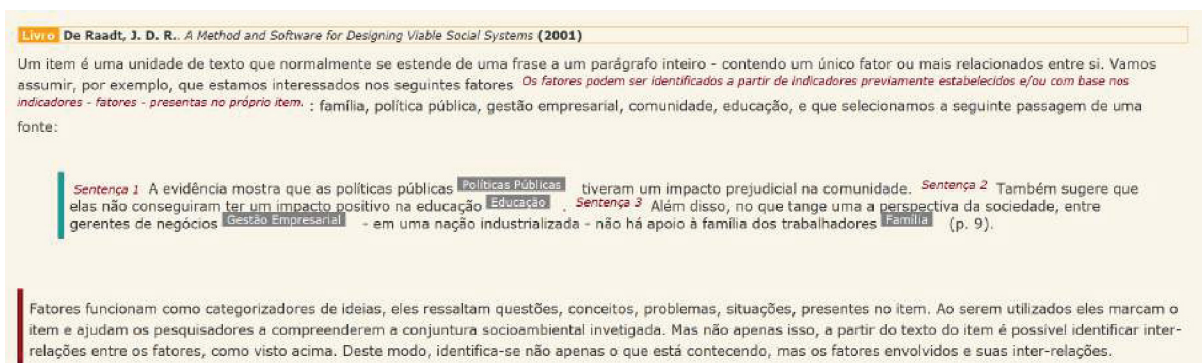 Livro De Raadt, J. D. R.. A Method and Software for Designing Viable Social Systems (2001)
Um item é uma unidade de texto que normalmente se estende de uma frase a um parágrafo inteiro - contendo um único fator ou mais relacionados entre si. Vamos
assumir, por exemplo, que estamos interessados nos seguintes fatores Os fatores podem ser identificados a partir de indicadores previamente estabelecidos e/ou com base nos
indicadores - fatores - presentas no próprio item. : família, política pública, gestão empresarial, comunidade, educação, e que selecionamos a seguinte passagem de uma
fonte:
Sentença 1 A evidência mostra que as políticas públicas Políticas Públicas tiveram um impacto prejudicial na comunidade. Sentença 2 Também sugere que
elas não conseguiram ter um impacto positivo na educação Educação . Sentença 3 Além disso, no que tange uma a perspectiva da sociedade, entre
gerentes de negócios Gestão Empresarial - em uma nação industrializada - não há apoio à família dos trabalhadores Família (p. 9).
Fatores funcionam como categorizadores de ideias, eles ressaltam questões, conceitos, problemas, situações, presentes no item. Ao serem utilizados eles marcam o
item e ajudam os pesquisadores a compreenderem a conjuntura socioambiental invetigada. Mas não apenas isso, a partir do texto do item é possível identificar inter-
relações entre os fatores, como visto acima. Deste modo, identifica-se não apenas o que está contecendo, mas os fatores envolvidos e suas inter-relações.